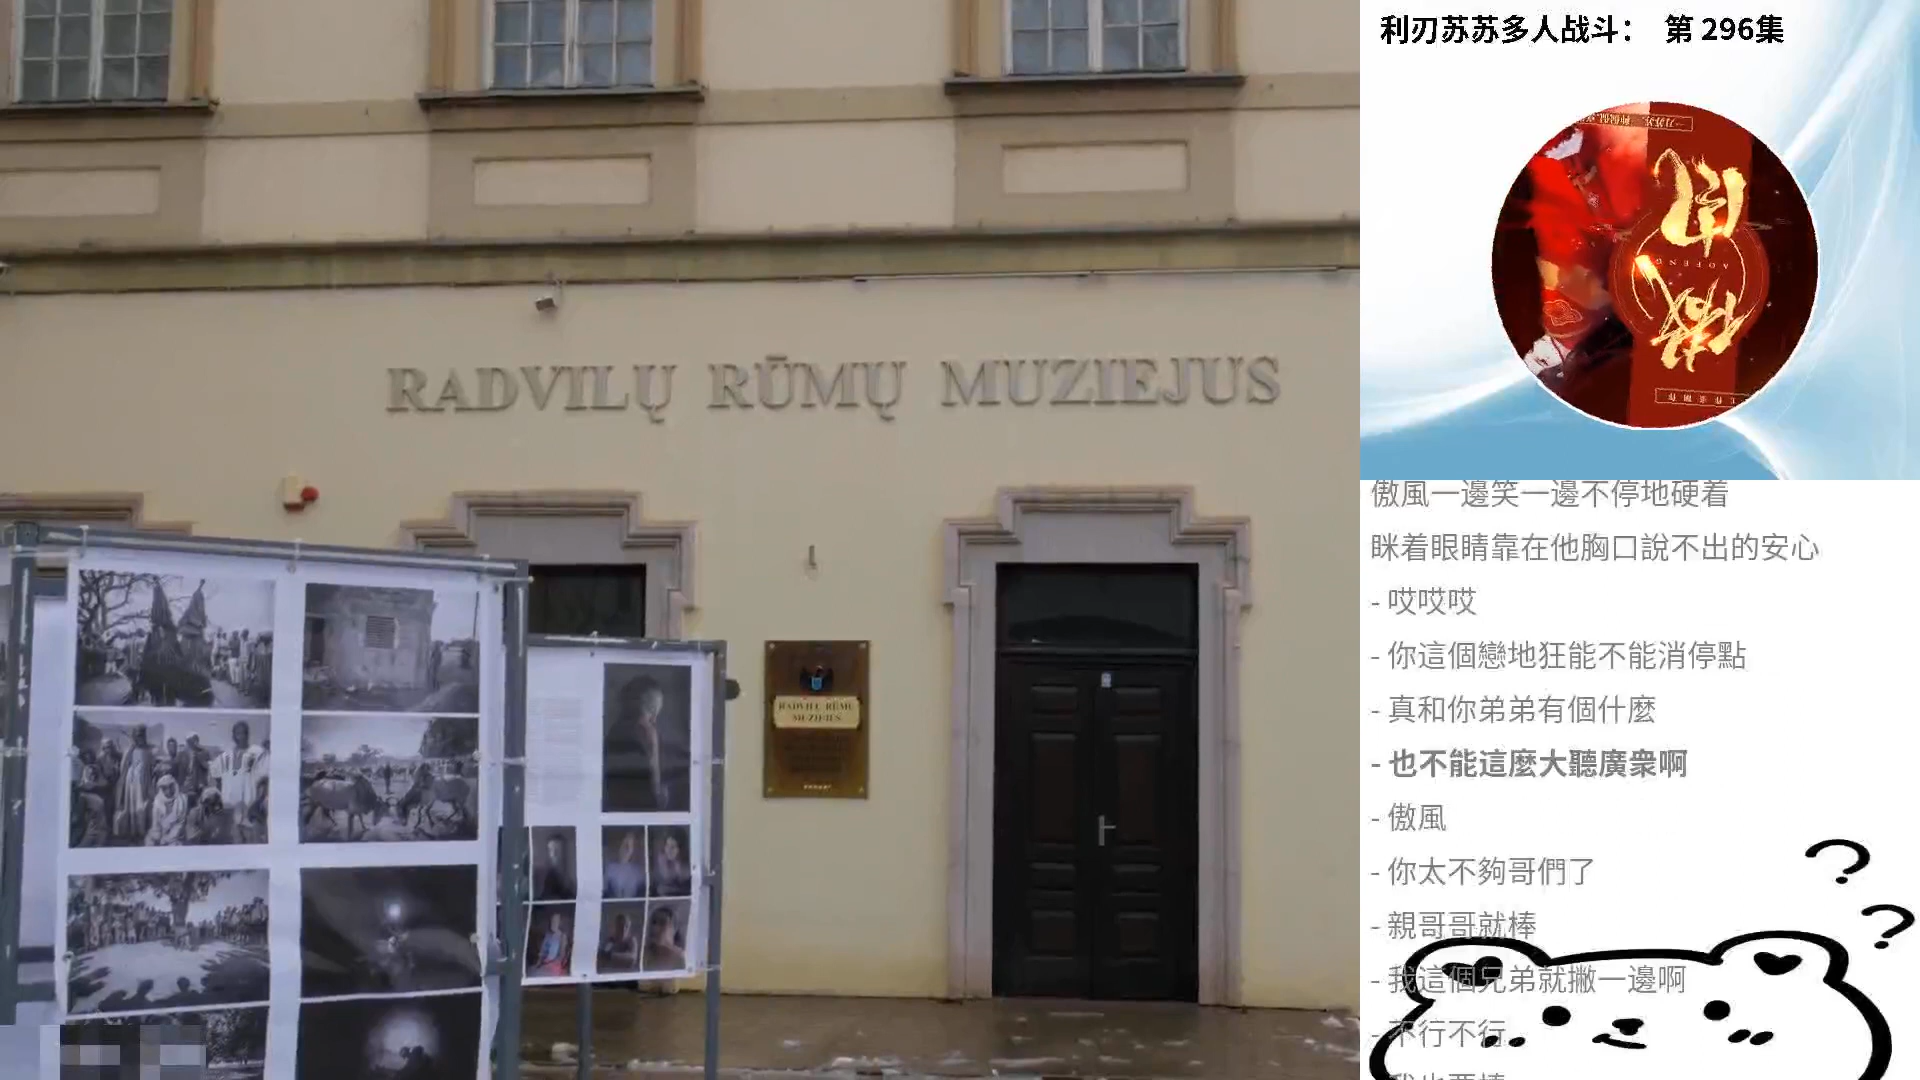 利刃苏苏多人战斗： 第 296集
RADVILŲ RŪMŲ MUZIEJUS
RADVILŲ RŪMŲ
MUZIEJUS
AOFENG
傲風一邊笑一邊不停地硬着
眯着眼睛靠在他胸口說不出的安心
- 哎哎哎
- 你這個戀地狂能不能消停點
- 真和你弟弟有個什麼
- 也不能這麼大聽廣衆啊
- 傲風
- 你太不夠哥們了
- 親哥哥就棒
- 我這個兄弟就撇一邊啊
- 不行不行